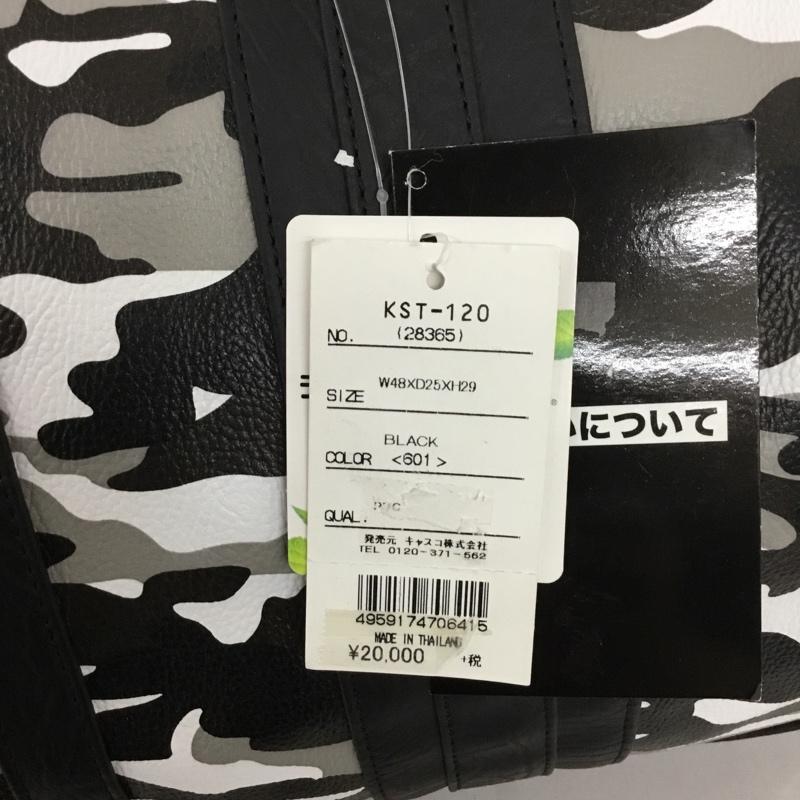 KST-120
NO. (28365)
SIZE W48XD25XH29
BLACK
COLOR <601>
QUAL.
発売元 キャスコ株式会社
TEL 0120-371-562
4959174706415
MADE IN THAILAND
¥20,000 +税
について